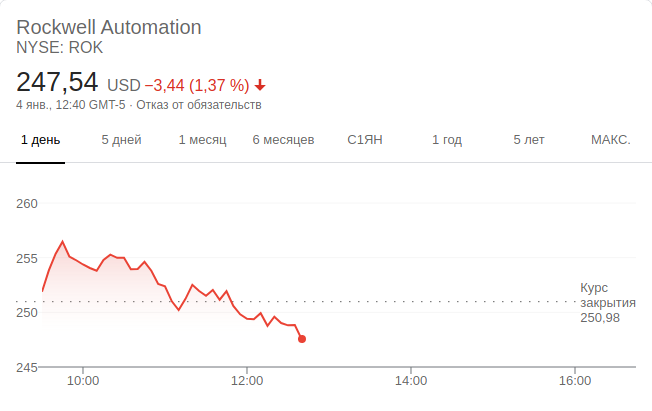 Rockwell Automation
NYSE: ROK
247,54 USD −3,44 (1,37 %)
4 янв., 12:40 GMT-5 · Отказ от обязательств
1 день 5 дней 1 месяц 6 месяцев С1ЯН 1 год 5 лет МАКС.
260
255
250
245
Курс
закрытия
250,98
10:00 12:00 14:00 16:00